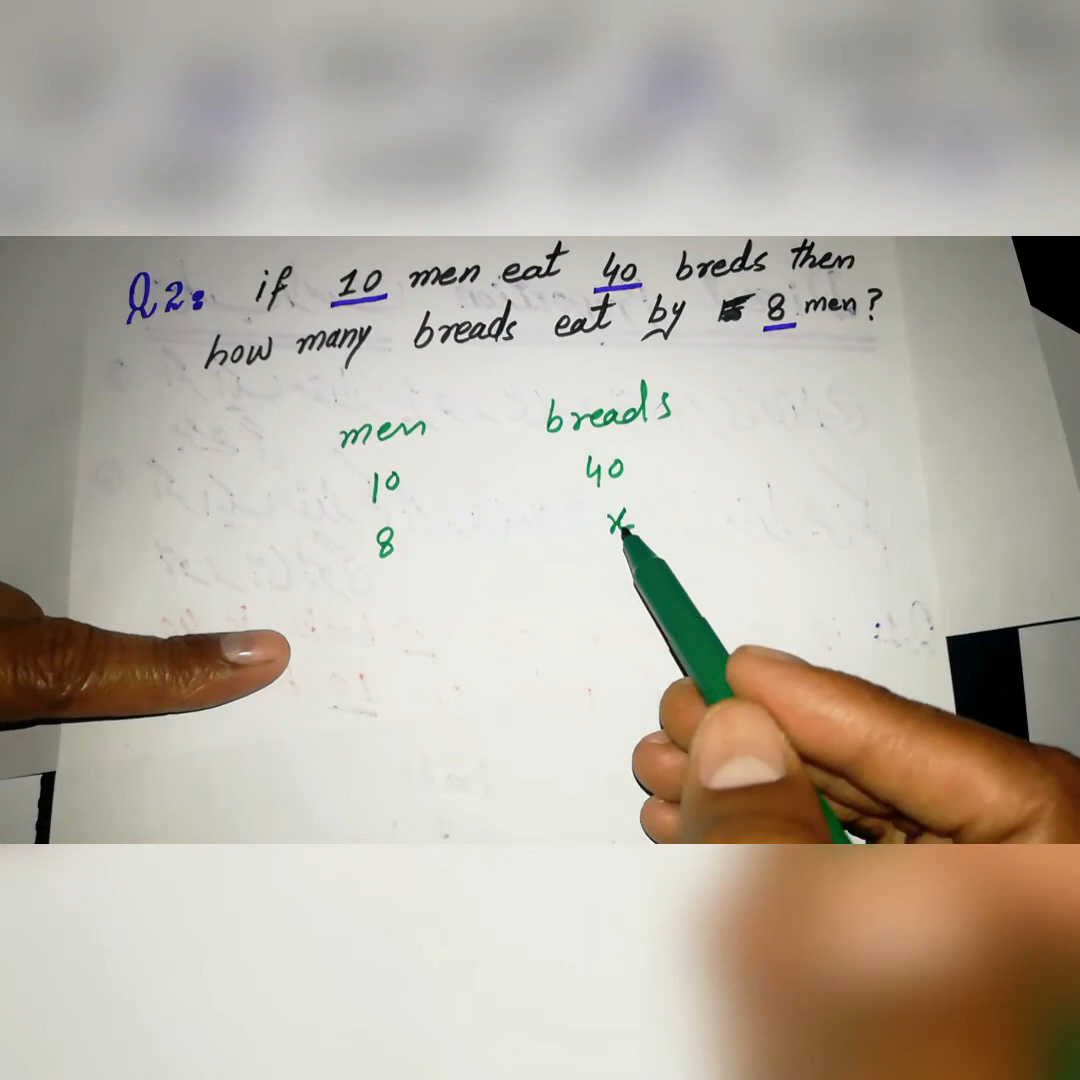 Q2: if 10 men eat 40 breds then
how many breads eat by 8 men?
men breads
10 40
8 x